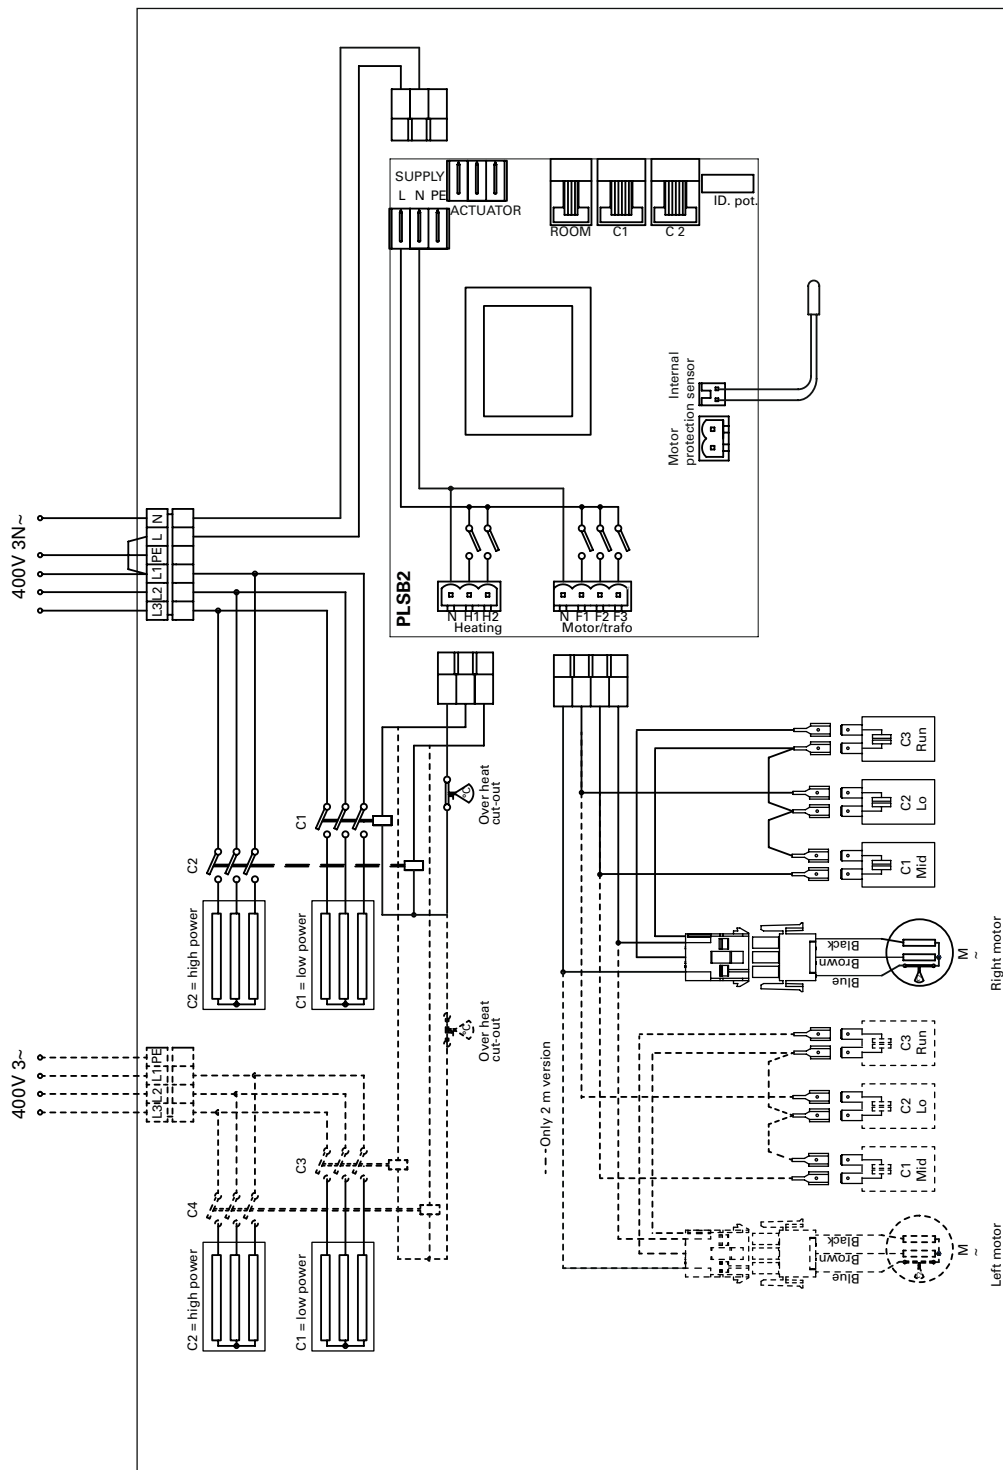 SUPPLY
L N PE
ACTUATOR
ROOM
C1
C 2
ID. pot.
Internal
protection sensor
Motor
400V 3N~
N
L
PE
L1
L2
L3
PLSB2
N H1 H2
Heating
N F1 F2 F3
Motor/trafo
C1
C2
°C
Over heat
cut-out
C2 = high power
C1 = low power
C3
Run
C2
Lo
C1
Mid
Black
Brown
Blue
M
~
Right motor
400V 3~
PE
L1
L2
L3
C3
C4
°C
Over heat
cut-out
C2 = high power
C1 = low power
Only 2 m version
C3
Run
C2
Lo
C1
Mid
Black
Brown
Blue
M
~
Left motor